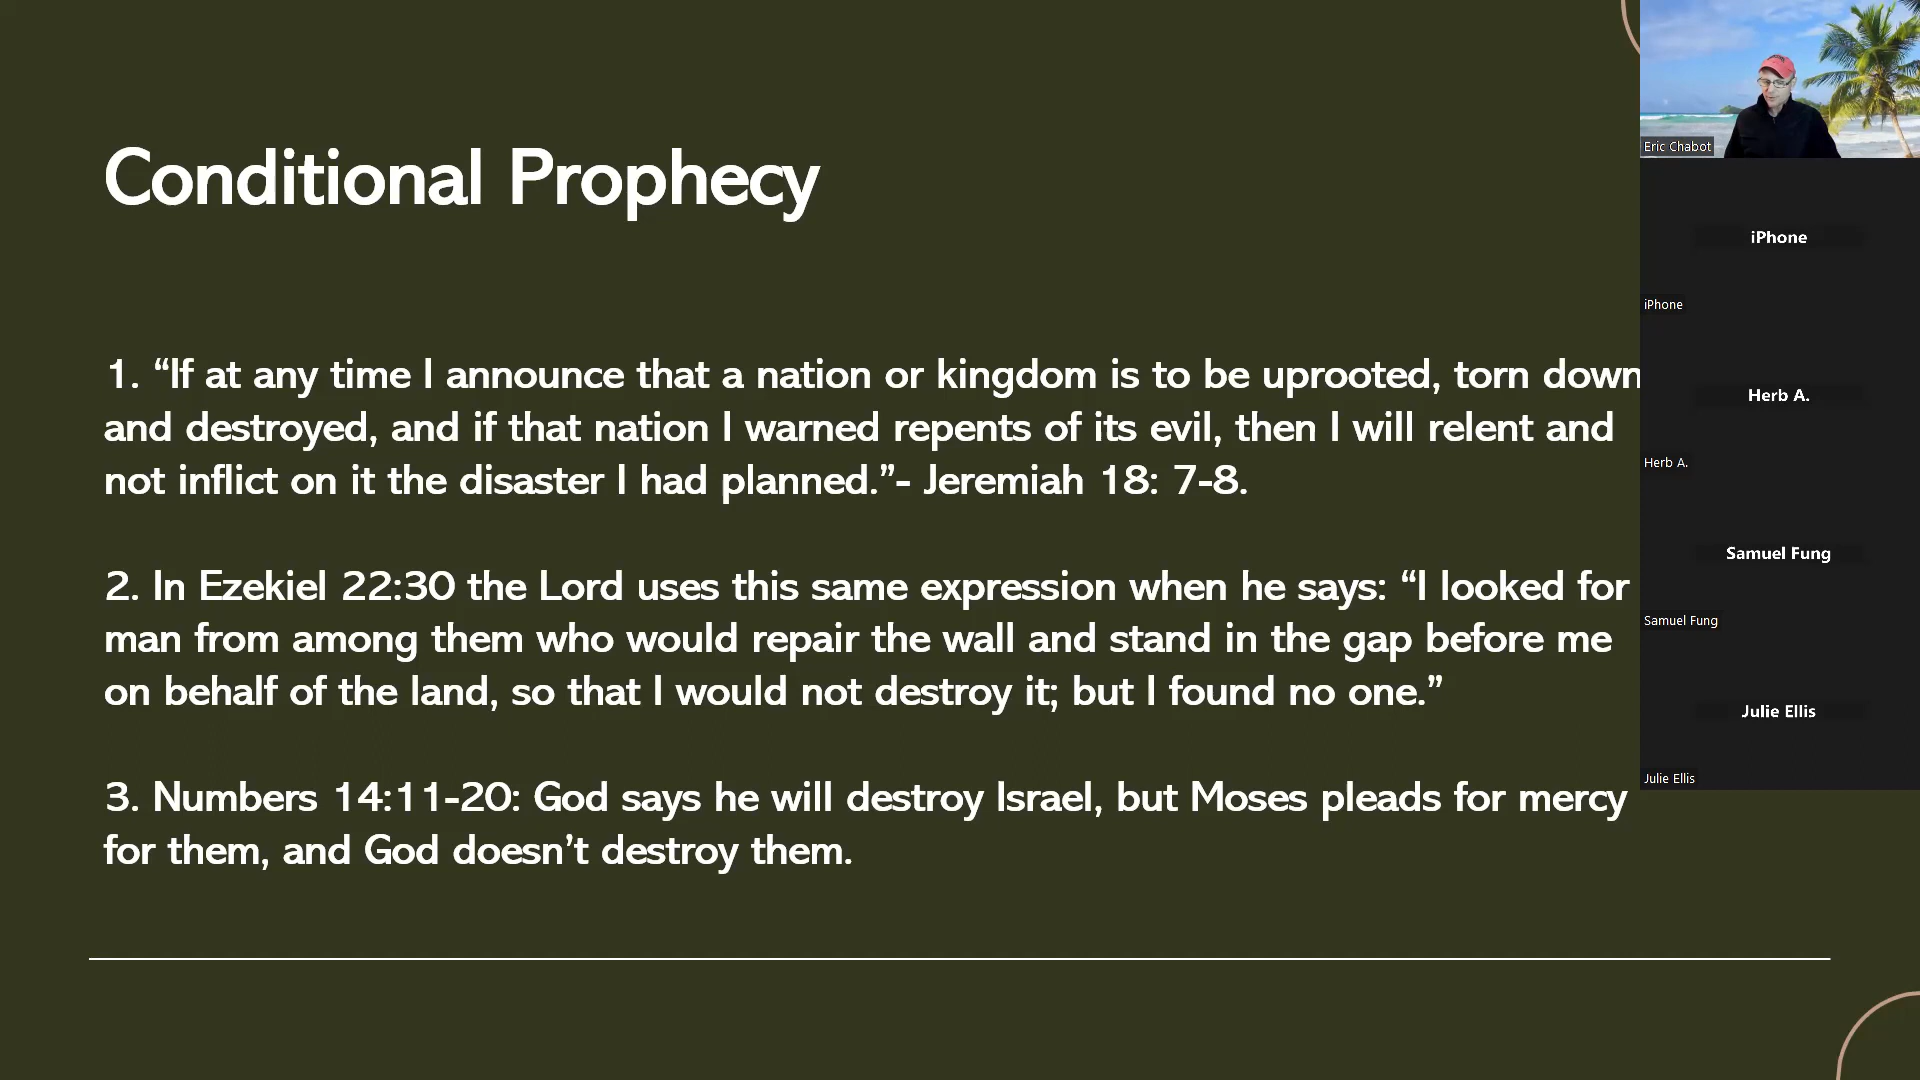 Conditional Prophecy
1. “If at any time I announce that a nation or kingdom is to be uprooted, torn down
and destroyed, and if that nation I warned repents of its evil, then I will relent and
not inflict on it the disaster I had planned.”- Jeremiah 18: 7-8.
2. In Ezekiel 22:30 the Lord uses this same expression when he says: “I looked for
man from among them who would repair the wall and stand in the gap before me
on behalf of the land, so that I would not destroy it; but I found no one.”
3. Numbers 14:11-20: God says he will destroy Israel, but Moses pleads for mercy
for them, and God doesn’t destroy them.
Eric Chabot
iPhone
iPhone
Herb A.
Herb A.
Samuel Fung
Samuel Fung
Julie Ellis
Julie Ellis